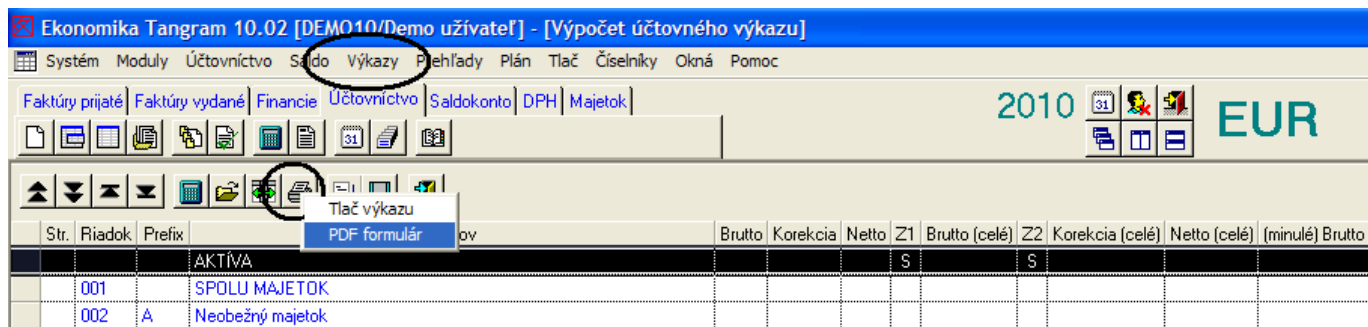 Ekonomika Tangram 10.02 [DEMO10/Demo užívateľ] - [Výpočet účtovného výkazu]
Systém Moduly Účtovníctvo Saldo Výkazy Prehľady Plán Tlač Číselníky Okná Pomoc
Faktúry prijaté Faktúry vydané Financie Účtovníctvo Saldokonto DPH Majetok
2010 31 EUR
31
Tlač výkazu
PDF formulár
Str. Riadok Prefix ov Brutto Korekcia Netto Z1 Brutto (celé) Z2 Korekcia (celé) Netto (celé) (minulé) Brutto
AKTÍVA S S
001 SPOLU MAJETOK
002 A Neobežný majetok